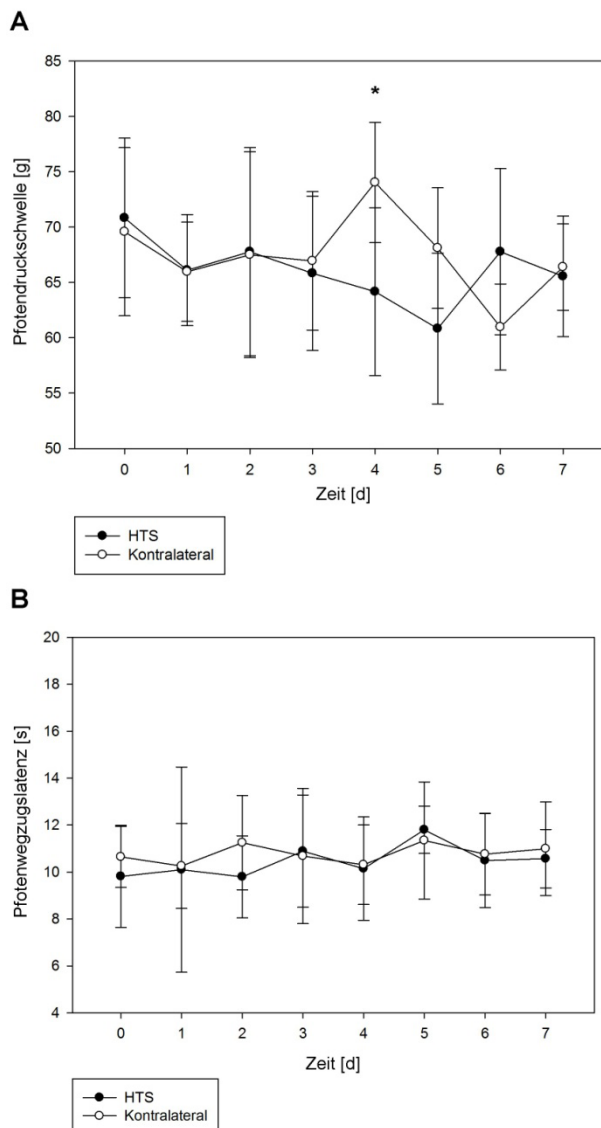 A
85
80
75
70
65
60
55
50
Pfotendruckschwelle [g]
*
0 1 2 3 4 5 6 7
Zeit [d]
HTS
Kontralateral
B
20
18
16
14
12
10
8
6
4
Pfotenwegzugslatenz [s]
0 1 2 3 4 5 6 7
Zeit [d]
HTS
Kontralateral